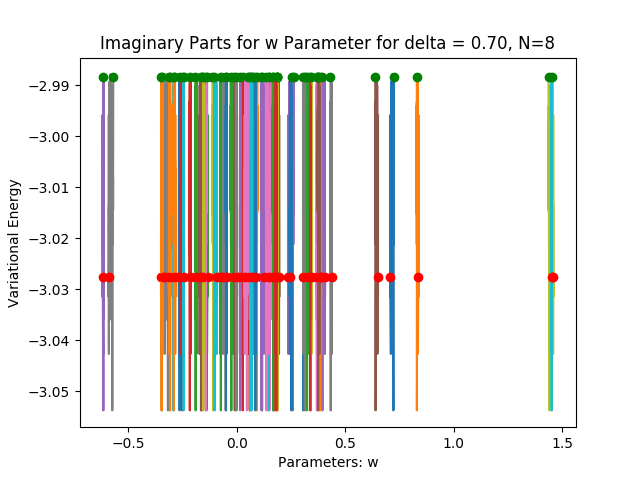 Imaginary Parts for w Parameter for delta = 0.70, N=8
−2.99
−3.00
−3.01
−3.02
−3.03
−3.04
−3.05
Variational Energy
−0.5 0.0 0.5 1.0 1.5
Parameters: w